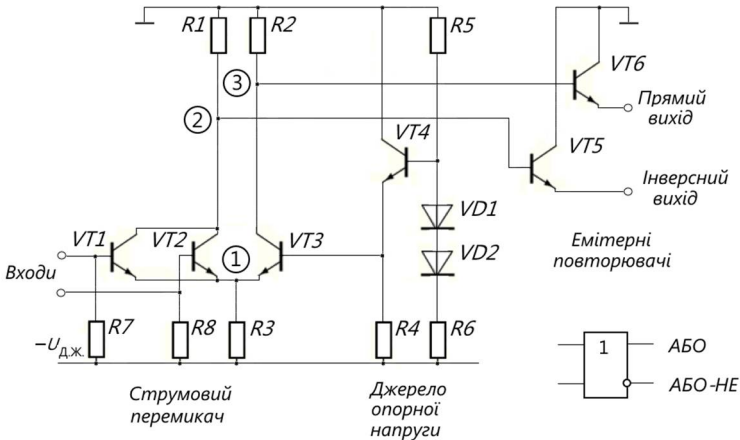 R1
R2
R5
VT6
③
Прямий
вихід
②
VT4
VT5
Інверсний
вихід
VD1
VT1
VT2
①
VT3
VD2
Емітерні
повторювачі
Входи
R7
R8
R3
R4
R6
−U д.ж.
1
АБО
АБО-НЕ
Струмовий
перемикач
Джерело
опорної
напруги